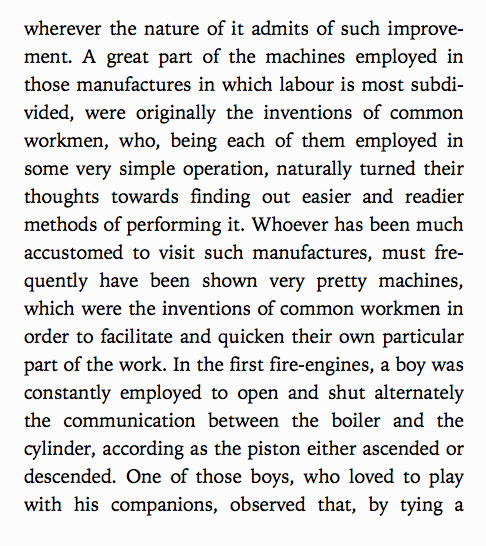 wherever the nature of it admits of such improve-
ment. A great part of the machines employed in
those manufactures in which labour is most subdi-
vided, were originally the inventions of common
workmen, who, being each of them employed in
some very simple operation, naturally turned their
thoughts towards finding out easier and readier
methods of performing it. Whoever has been much
accustomed to visit such manufactures, must fre-
quently have been shown very pretty machines,
which were the inventions of common workmen in
order to facilitate and quicken their own particular
part of the work. In the first fire-engines, a boy was
constantly employed to open and shut alternately
the communication between the boiler and the
cylinder, according as the piston either ascended or
descended. One of those boys, who loved to play
with his companions, observed that, by tying a